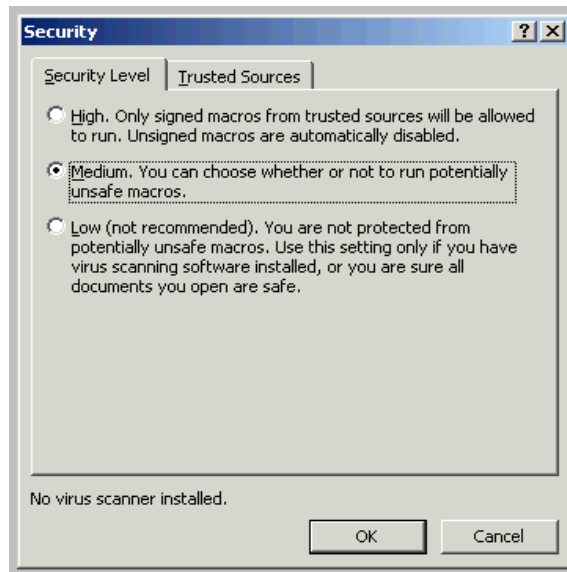 Security
Security Level Trusted Sources
High. Only signed macros from trusted sources will be allowed
to run. Unsigned macros are automatically disabled.
Medium. You can choose whether or not to run potentially
unsafe macros.
Low (not recommended). You are not protected from
potentially unsafe macros. Use this setting only if you have
virus scanning software installed, or you are sure all
documents you open are safe.
No virus scanner installed.
OK Cancel